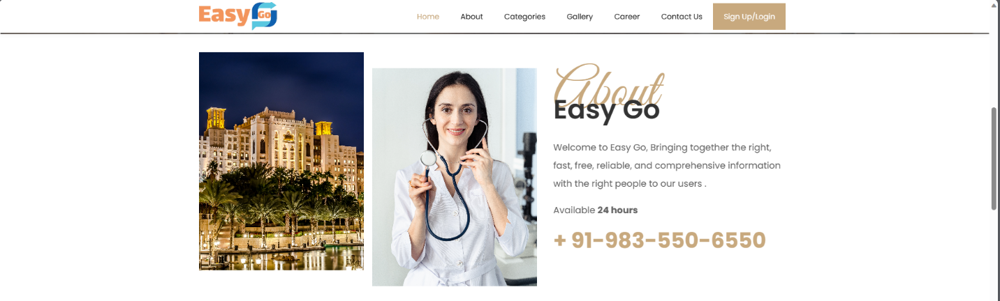 Easy Go
Home About Categories Gallery Career Contact Us Sign Up/Login
About
Easy Go
Welcome to Easy Go, Bringing together the right,
fast, free, reliable, and comprehensive information
with the right people to our users .
Available 24 hours
+ 91-983-550-6550